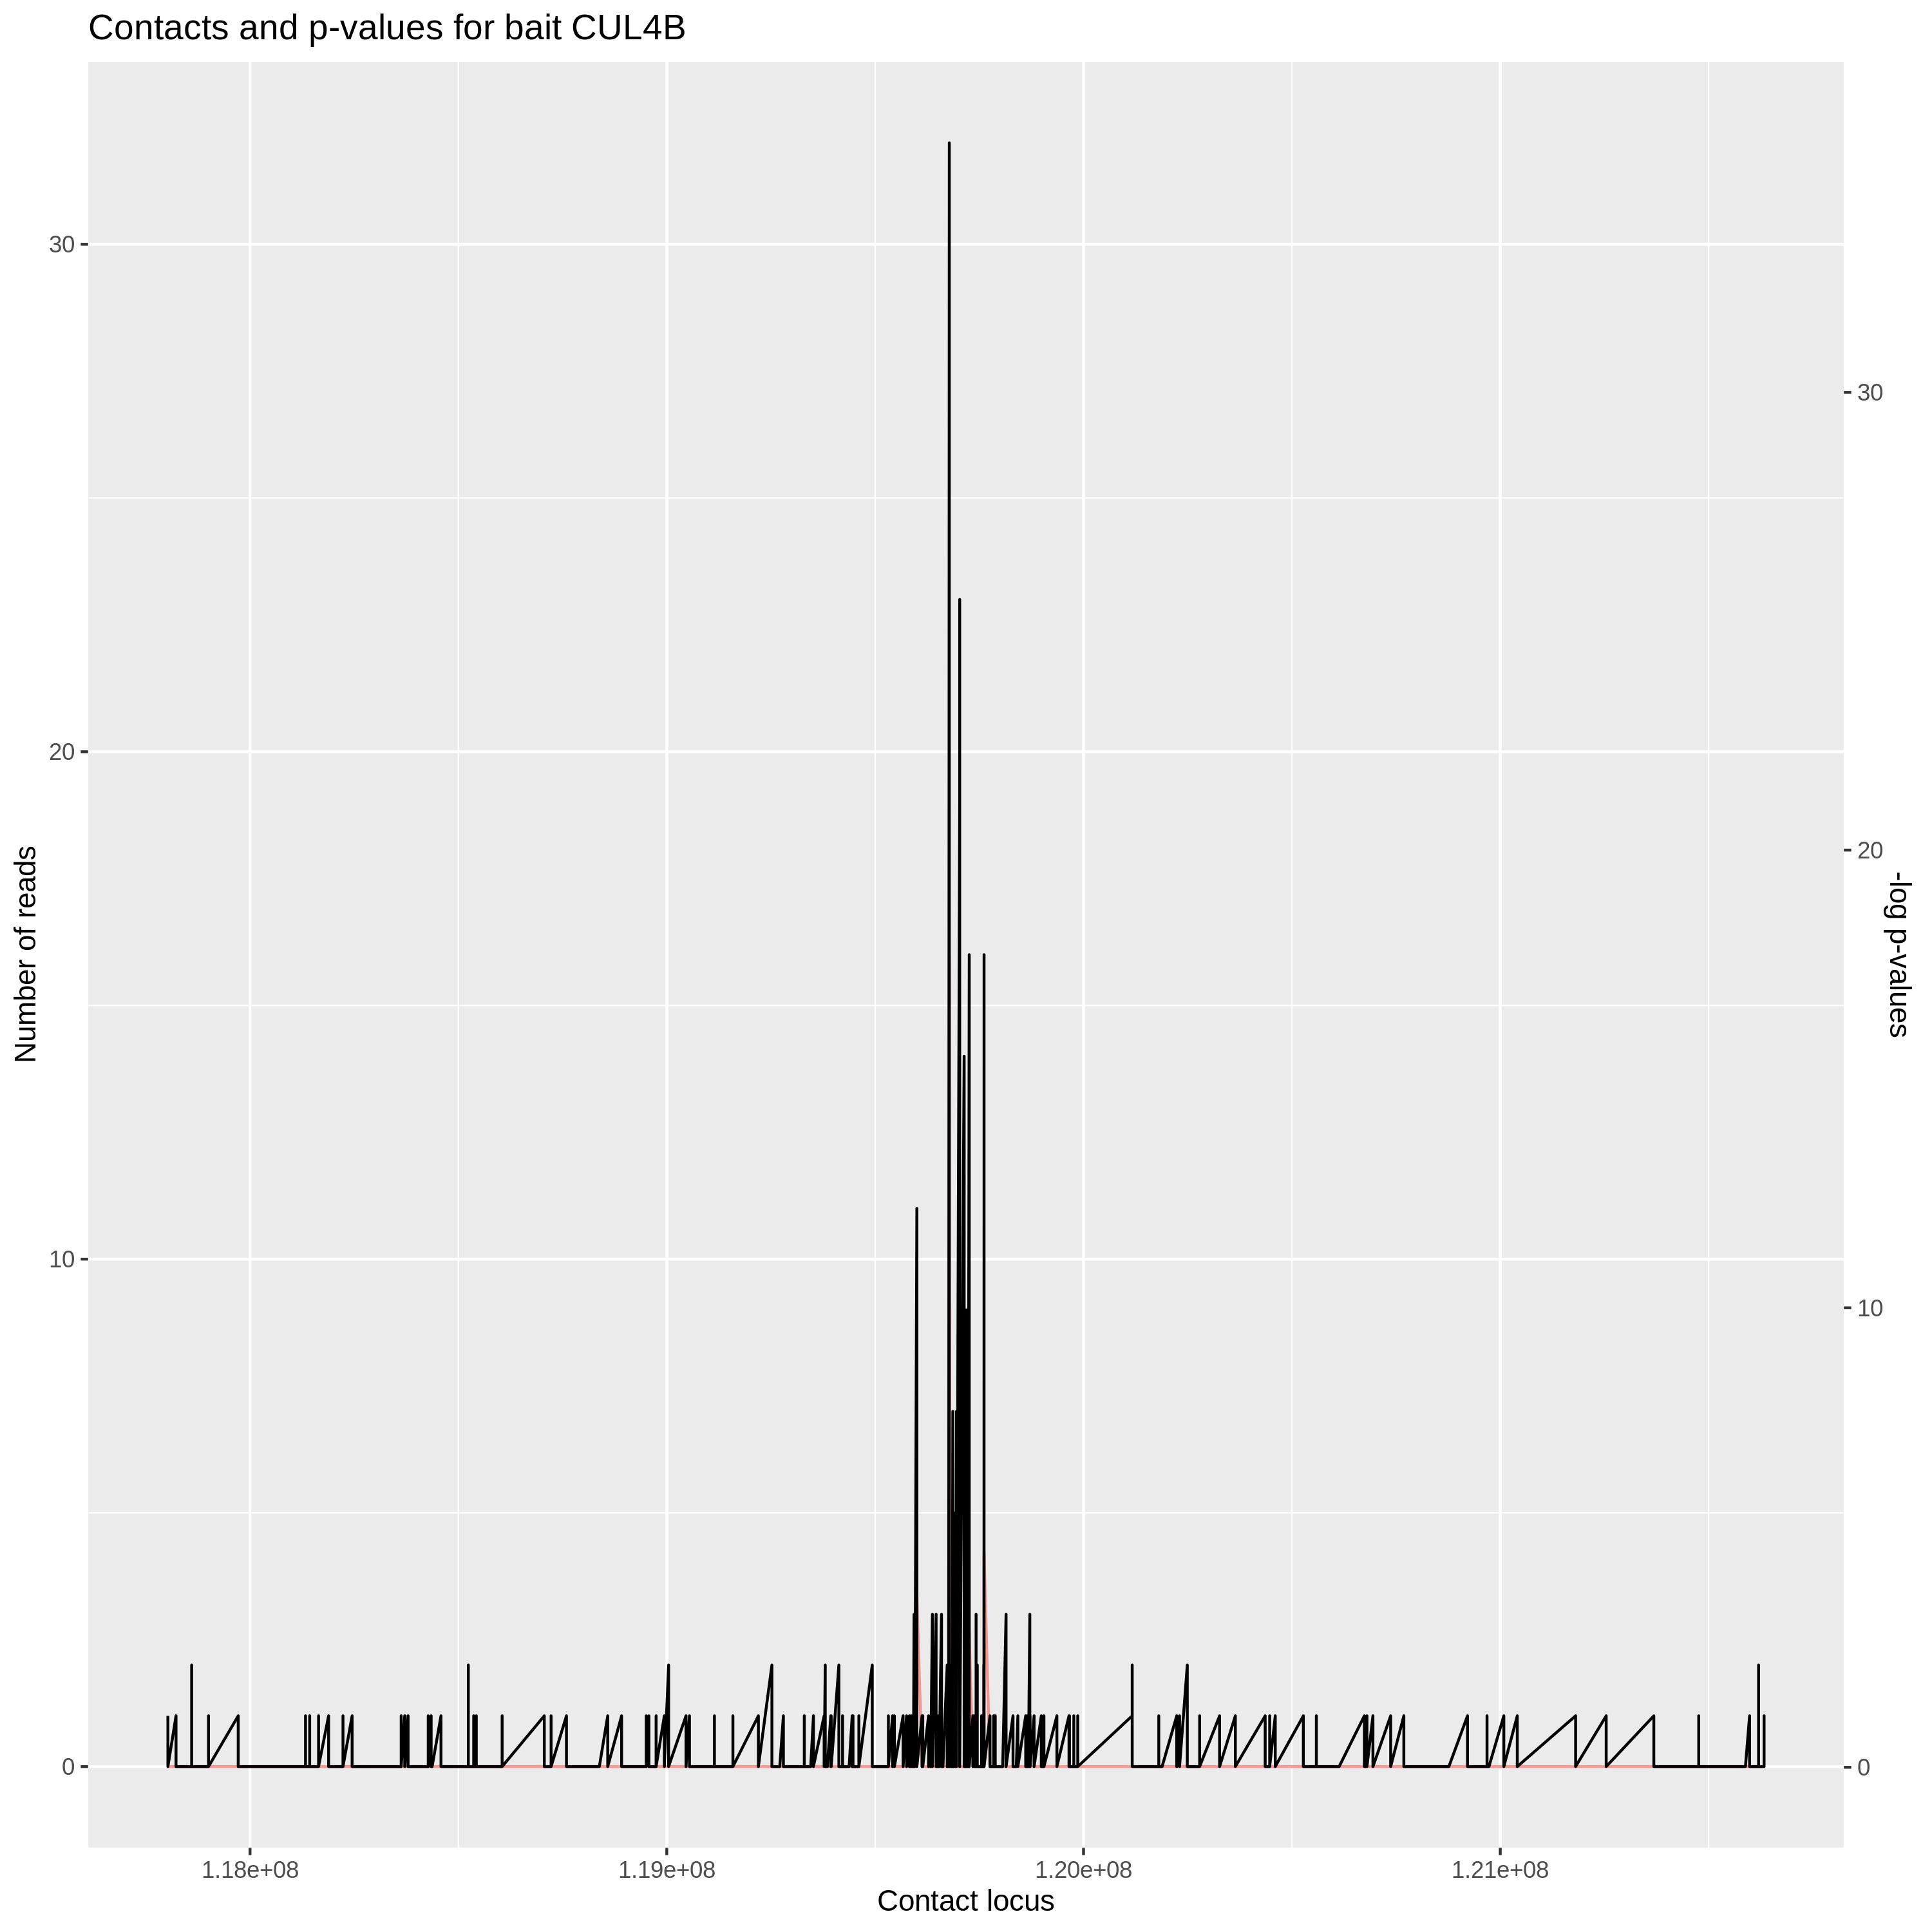 Contacts and p-values for bait CUL4B
30
20
10
0
Number of reads
30
20
10
0
-log p-values
1.18e+08
1.19e+08
1.20e+08
1.21e+08
Contact locus